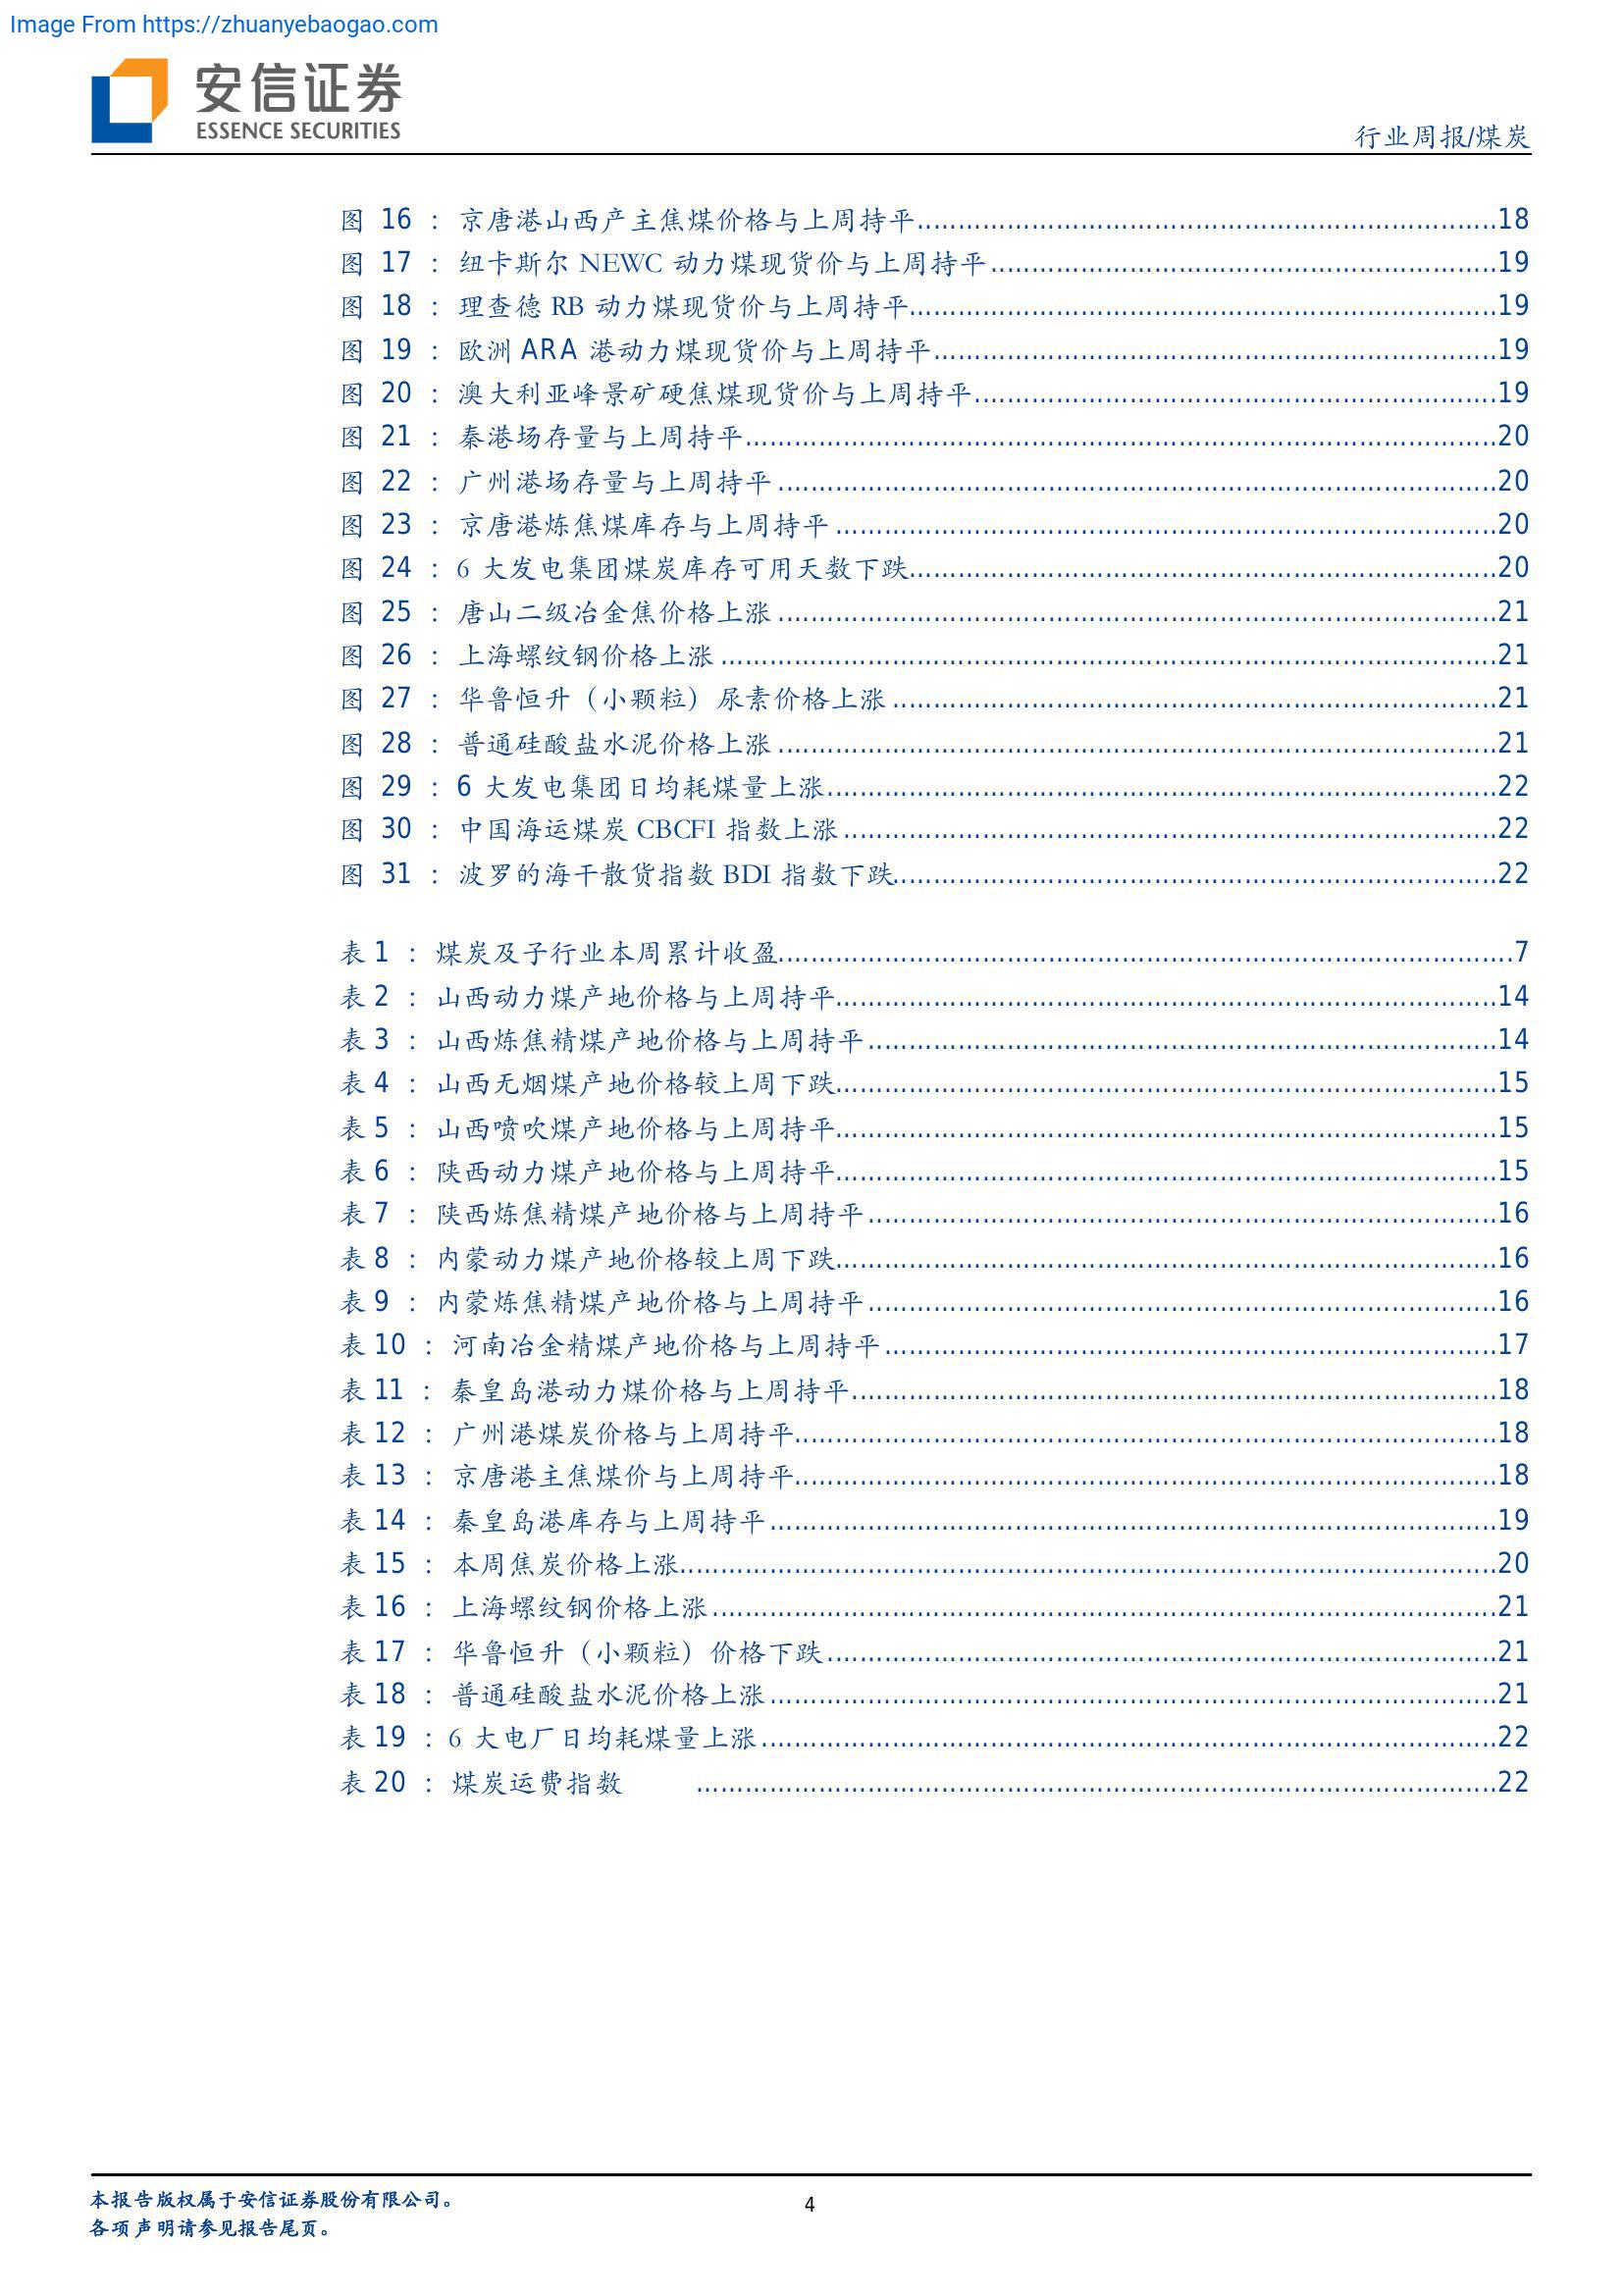 Image From https://zhuanyebaogao.com
安信证券
ESSENCE SECURITIES
行业周报/煤炭
图 16 ： 京唐港山西产主焦煤价格与上周持平........18
图 17 ： 纽卡斯尔 NEWC 动力煤现货价与上周持平........19
图 18 ： 理查德 RB 动力煤现货价与上周持平........19
图 19 ： 欧洲 ARA 港动力煤现货价与上周持平........19
图 20 ： 澳大利亚峰景矿硬焦煤现货价与上周持平........19
图 21 ： 秦港场存量与上周持平........20
图 22 ： 广州港场存量与上周持平........20
图 23 ： 京唐港炼焦煤库存与上周持平........20
图 24 ： 6 大发电集团煤炭库存可用天数下跌........20
图 25 ： 唐山二级冶金焦价格上涨........21
图 26 ： 上海螺纹钢价格上涨........21
图 27 ： 华鲁恒升（小颗粒）尿素价格上涨........21
图 28 ： 普通硅酸盐水泥价格上涨........21
图 29 ： 6 大发电集团日均耗煤量上涨........22
图 30 ： 中国海运煤炭 CBCFI 指数上涨........22
图 31 ： 波罗的海干散货指数 BDI 指数下跌........22
表 1 ： 煤炭及子行业本周累计收盈........7
表 2 ： 山西动力煤产地价格与上周持平........14
表 3 ： 山西炼焦精煤产地价格与上周持平........14
表 4 ： 山西无烟煤产地价格较上周下跌........15
表 5 ： 山西喷吹煤产地价格与上周持平........15
表 6 ： 陕西动力煤产地价格与上周持平........15
表 7 ： 陕西炼焦精煤产地价格与上周持平........16
表 8 ： 内蒙动力煤产地价格较上周下跌........16
表 9 ： 内蒙炼焦精煤产地价格与上周持平........16
表 10 ： 河南冶金精煤产地价格与上周持平........17
表 11 ： 秦皇岛港动力煤价格与上周持平........18
表 12 ： 广州港煤炭价格与上周持平........18
表 13 ： 京唐港主焦煤价与上周持平........18
表 14 ： 秦皇岛港库存与上周持平........19
表 15 ： 本周焦炭价格上涨........20
表 16 ： 上海螺纹钢价格上涨........21
表 17 ： 华鲁恒升（小颗粒）价格下跌........21
表 18 ： 普通硅酸盐水泥价格上涨........21
表 19 ： 6 大电厂日均耗煤量上涨........22
表 20 ： 煤炭运费指数 ........22
本报告版权属于安信证券股份有限公司。
4
各项声明请参见报告尾页。